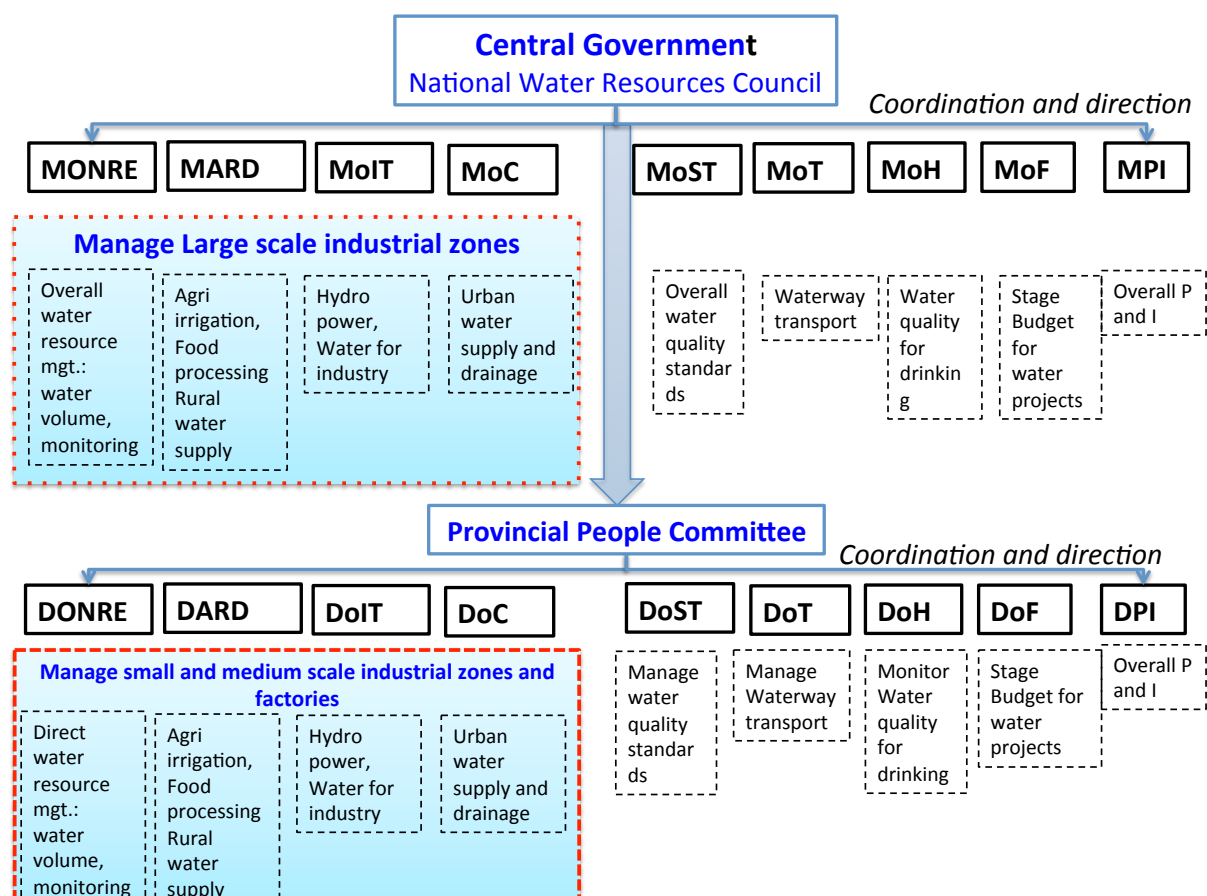 Central Government
National Water Resources Council
Coordination and direction
MONRE
MARD
MoIT
MoC
MoST
MoT
MoH
MoF
MPI
Manage Large scale industrial zones
Overall
water
resource
mgt.:
water
volume,
monitoring
Agri
irrigation,
Food
processing
Rural
water
supply
Hydro
power,
Water for
industry
Urban
water
supply and
drainage
Overall
water
quality
standar
ds
Waterway
transport
Water
quality
for
drinkin
g
Stage
Budget
for
water
projects
Overall P
and I
Provincial People Committee
Coordination and direction
DONRE
DARD
DoIT
DoC
DoST
DoT
DoH
DoF
DPI
Manage small and medium scale industrial zones and
factories
Direct
water
resource
mgt.:
water
volume,
monitoring
Agri
irrigation,
Food
processing
Rural
water
supply
Hydro
power,
Water for
industry
Urban
water
supply and
drainage
Manage
water
quality
standar
ds
Manage
Waterway
transport
Monitor
Water
quality
for
drinking
Stage
Budget for
water
projects
Overall P
and I